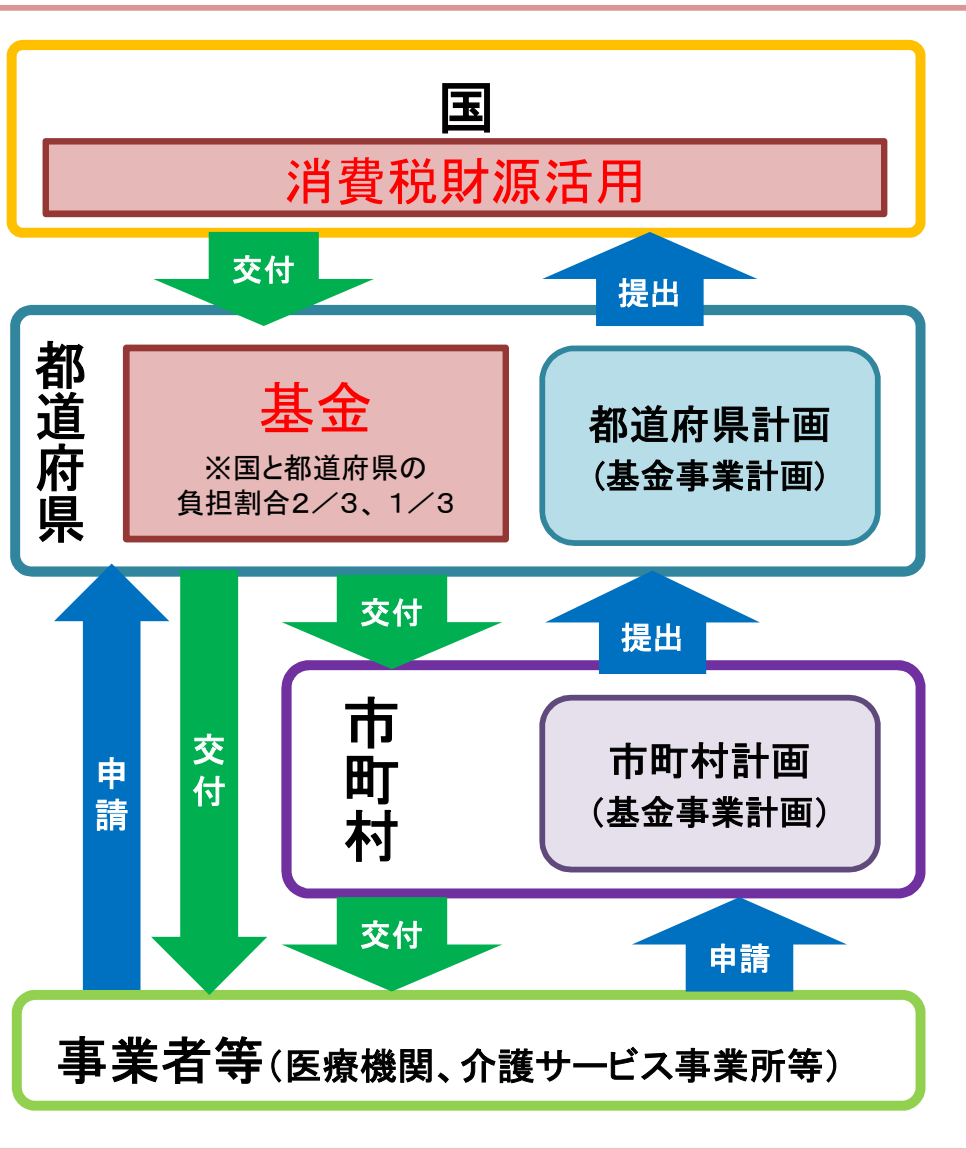 国
消費税財源活用
交付
提出
都道府県
基金
※国と都道府県の
負担割合2／3、1／3
都道府県計画
（基金事業計画）
交付
提出
申請
交付
市町村
市町村計画
（基金事業計画）
交付
申請
事業者等（医療機関、介護サービス事業所等）